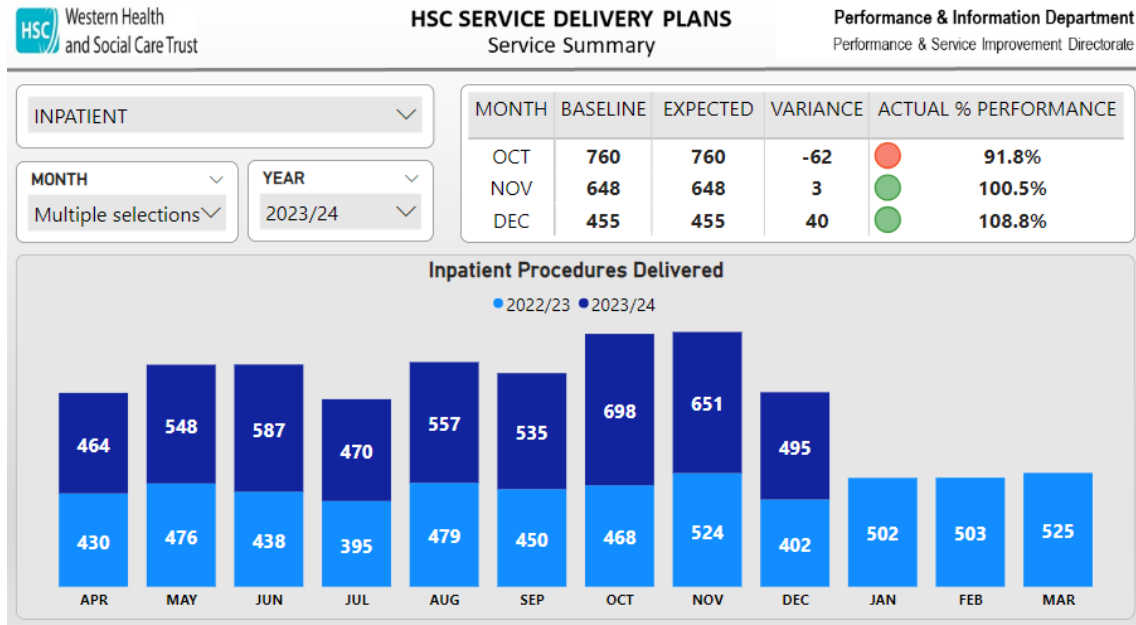 HSC
Western Health
and Social Care Trust
HSC SERVICE DELIVERY PLANS
Service Summary
Performance & Information Department
Performance & Service Improvement Directorate
INPATIENT
MONTH
Multiple selections
YEAR
2023/24
MONTH BASELINE EXPECTED VARIANCE ACTUAL % PERFORMANCE
OCT 760 760 -62 91.8%
NOV 648 648 3 100.5%
DEC 455 455 40 108.8%
Inpatient Procedures Delivered
2022/23 2023/24
464 548 587 470 557 535 698 651 495
430 476 438 395 479 450 468 524 402 502 503 525
APR MAY JUN JUL AUG SEP OCT NOV DEC JAN FEB MAR